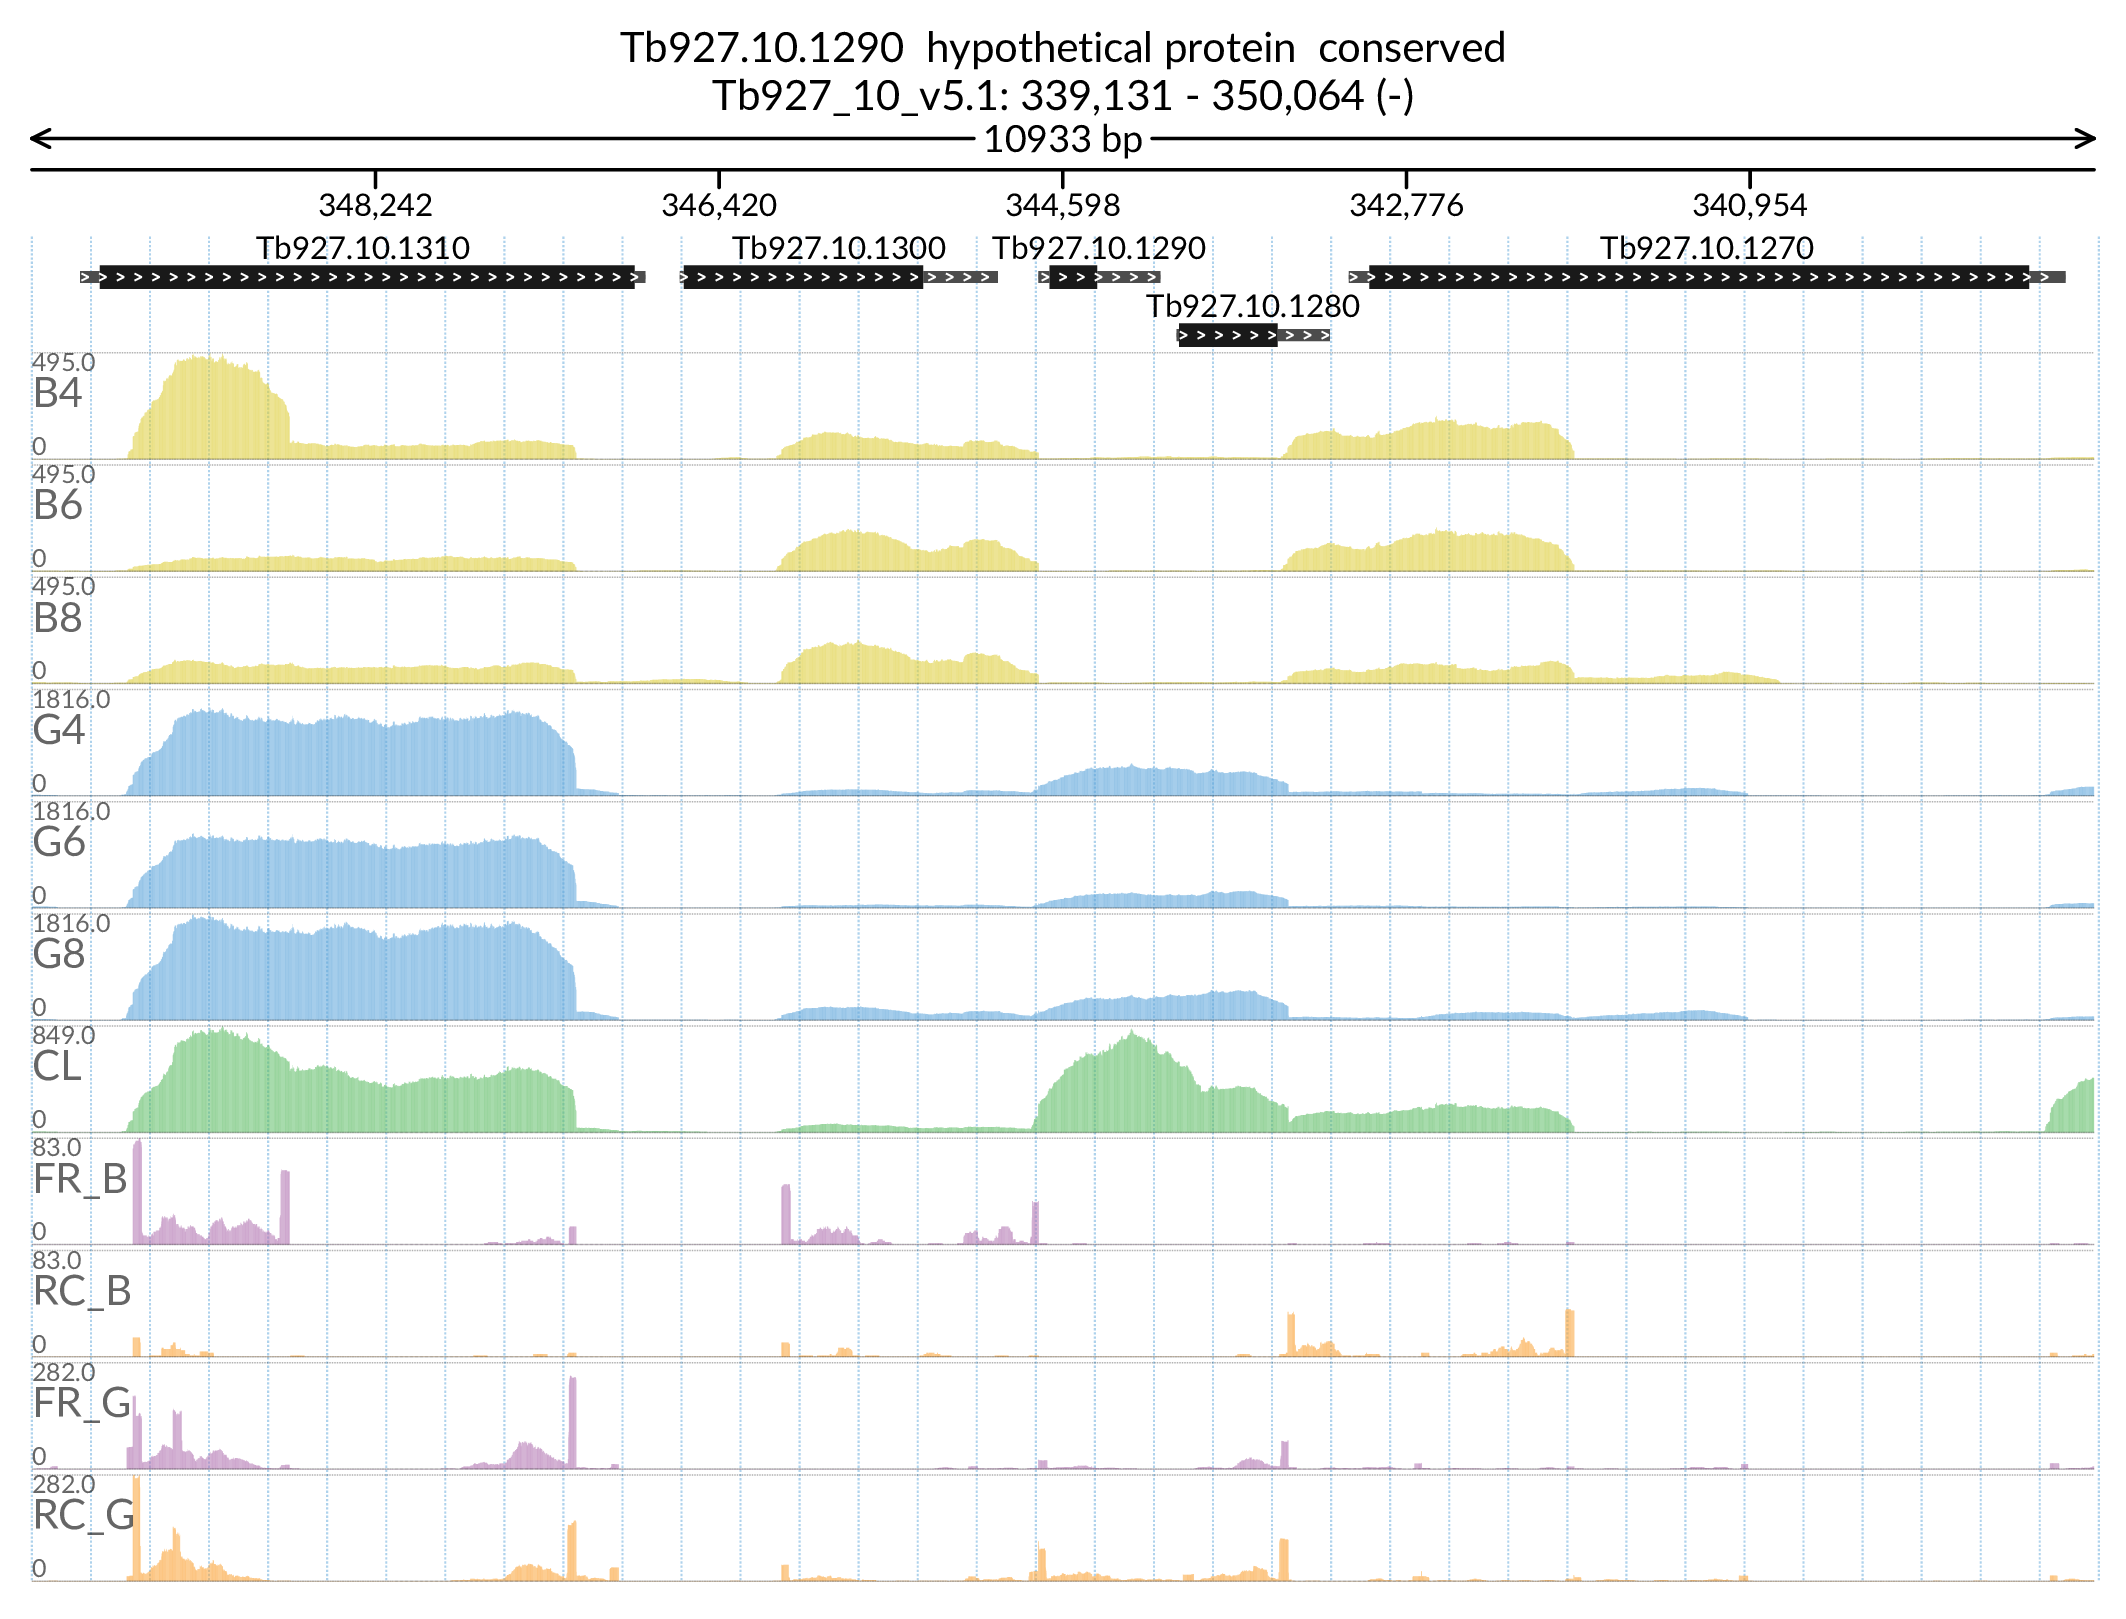 Tb927.10.1290  hypothetical protein  conserved
Tb927_10_v5.1: 339,131 - 350,064 (-)
10933 bp
348,242 346,420 344,598 342,776 340,954
Tb927.10.1310 Tb927.10.1300 Tb927.10.1290 Tb927.10.1270
Tb927.10.1280
495.0
B4
0
495.0
B6
0
495.0
B8
0
1816.0
G4
0
1816.0
G6
0
1816.0
G8
0
849.0
CL
0
83.0
FR_B
0
83.0
RC_B
0
282.0
FR_G
0
282.0
RC_G
0